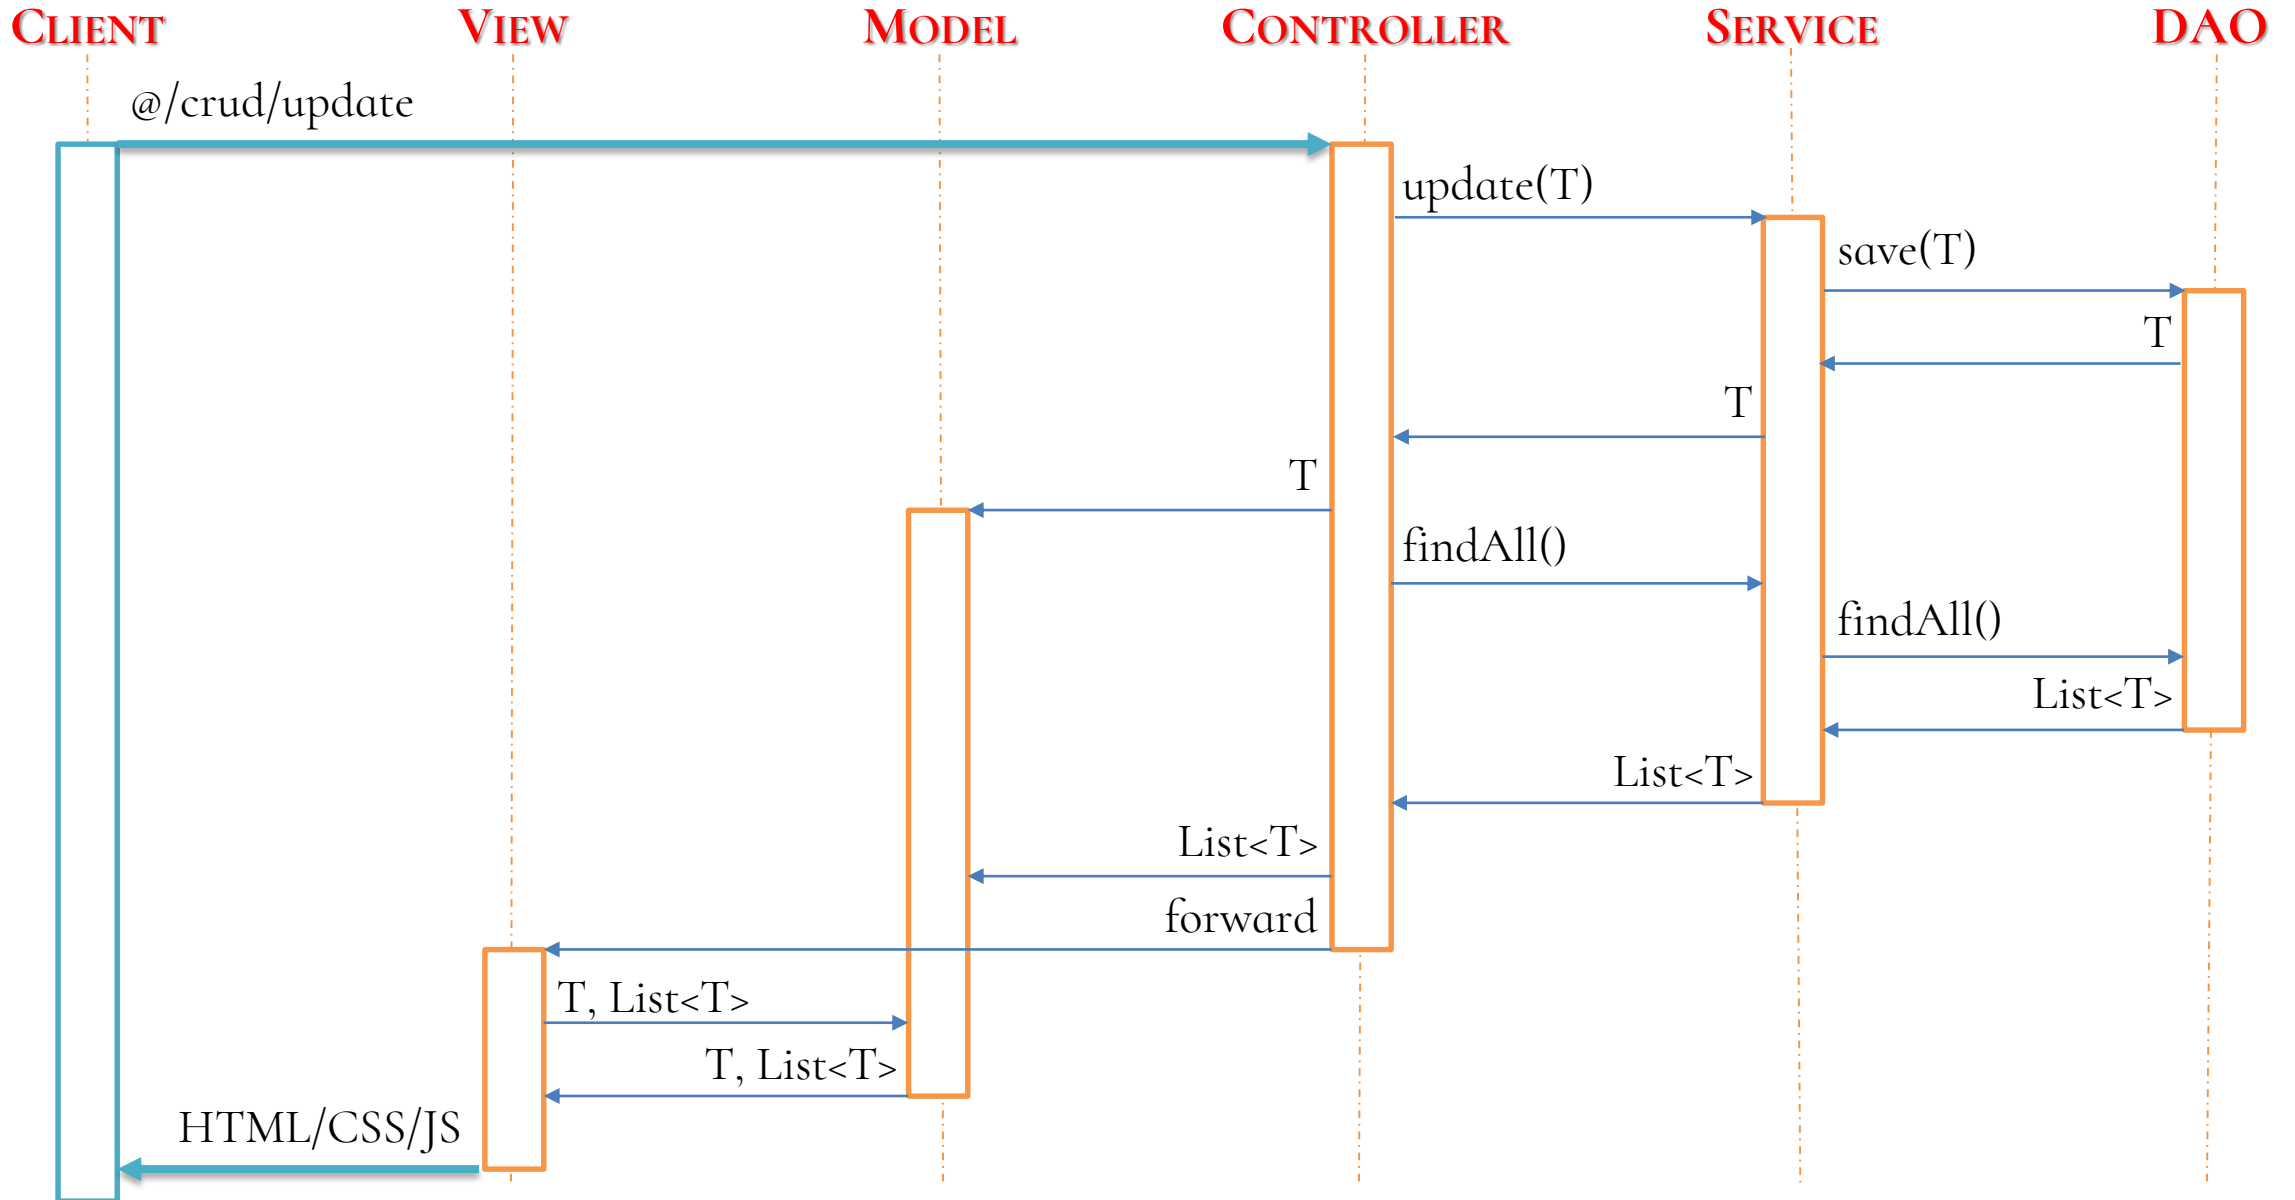 CLIENT
VIEW
MODEL
CONTROLLER
SERVICE
DAO
@/crud/update
update(T)
save(T)
T
T
T
findAll()
findAll()
List<T>
List<T>
List<T>
forward
T, List<T>
T, List<T>
HTML/CSS/JS